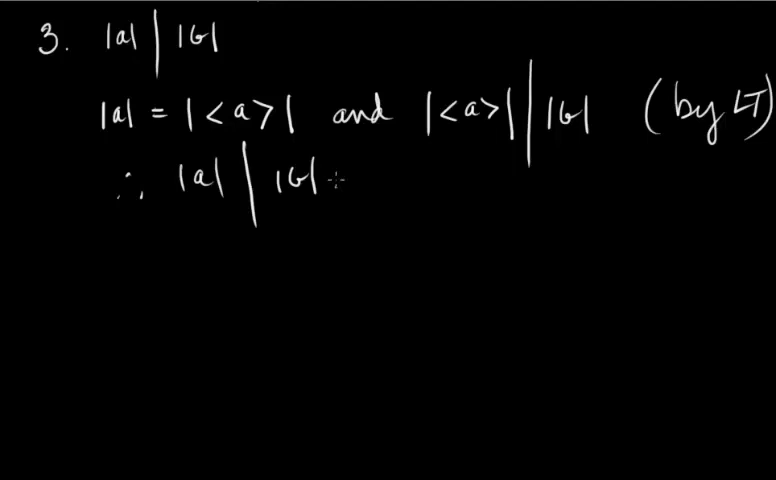 3. |a| | |G|
|a| = |<a>| and |<a>| | |G| (by LT)
∴ |a| | |G|